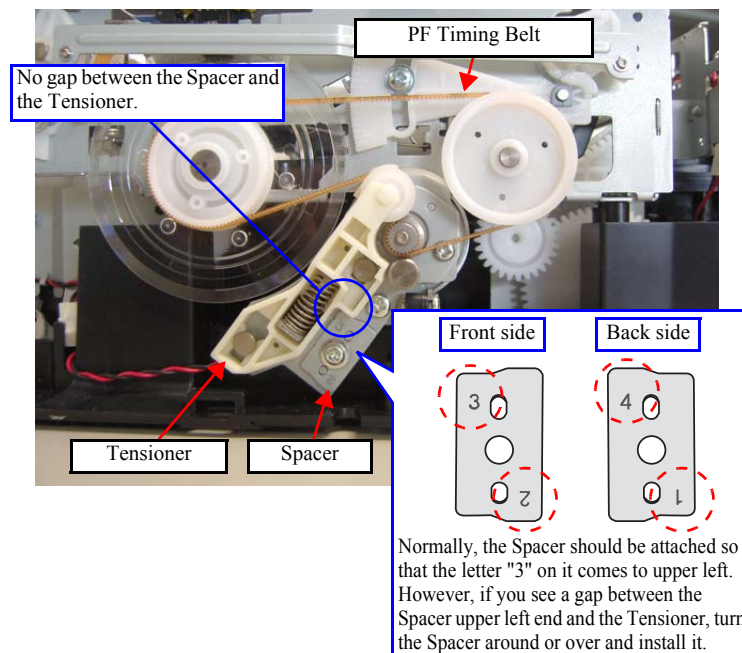 PF Timing Belt
No gap between the Spacer and
the Tensioner.
Tensioner
Spacer
Front side
Back side
3
2
4
1
Normally, the Spacer should be attached so
that the letter "3" on it comes to upper left.
However, if you see a gap between the
Spacer upper left end and the Tensioner, turn
the Spacer around or over and install it.